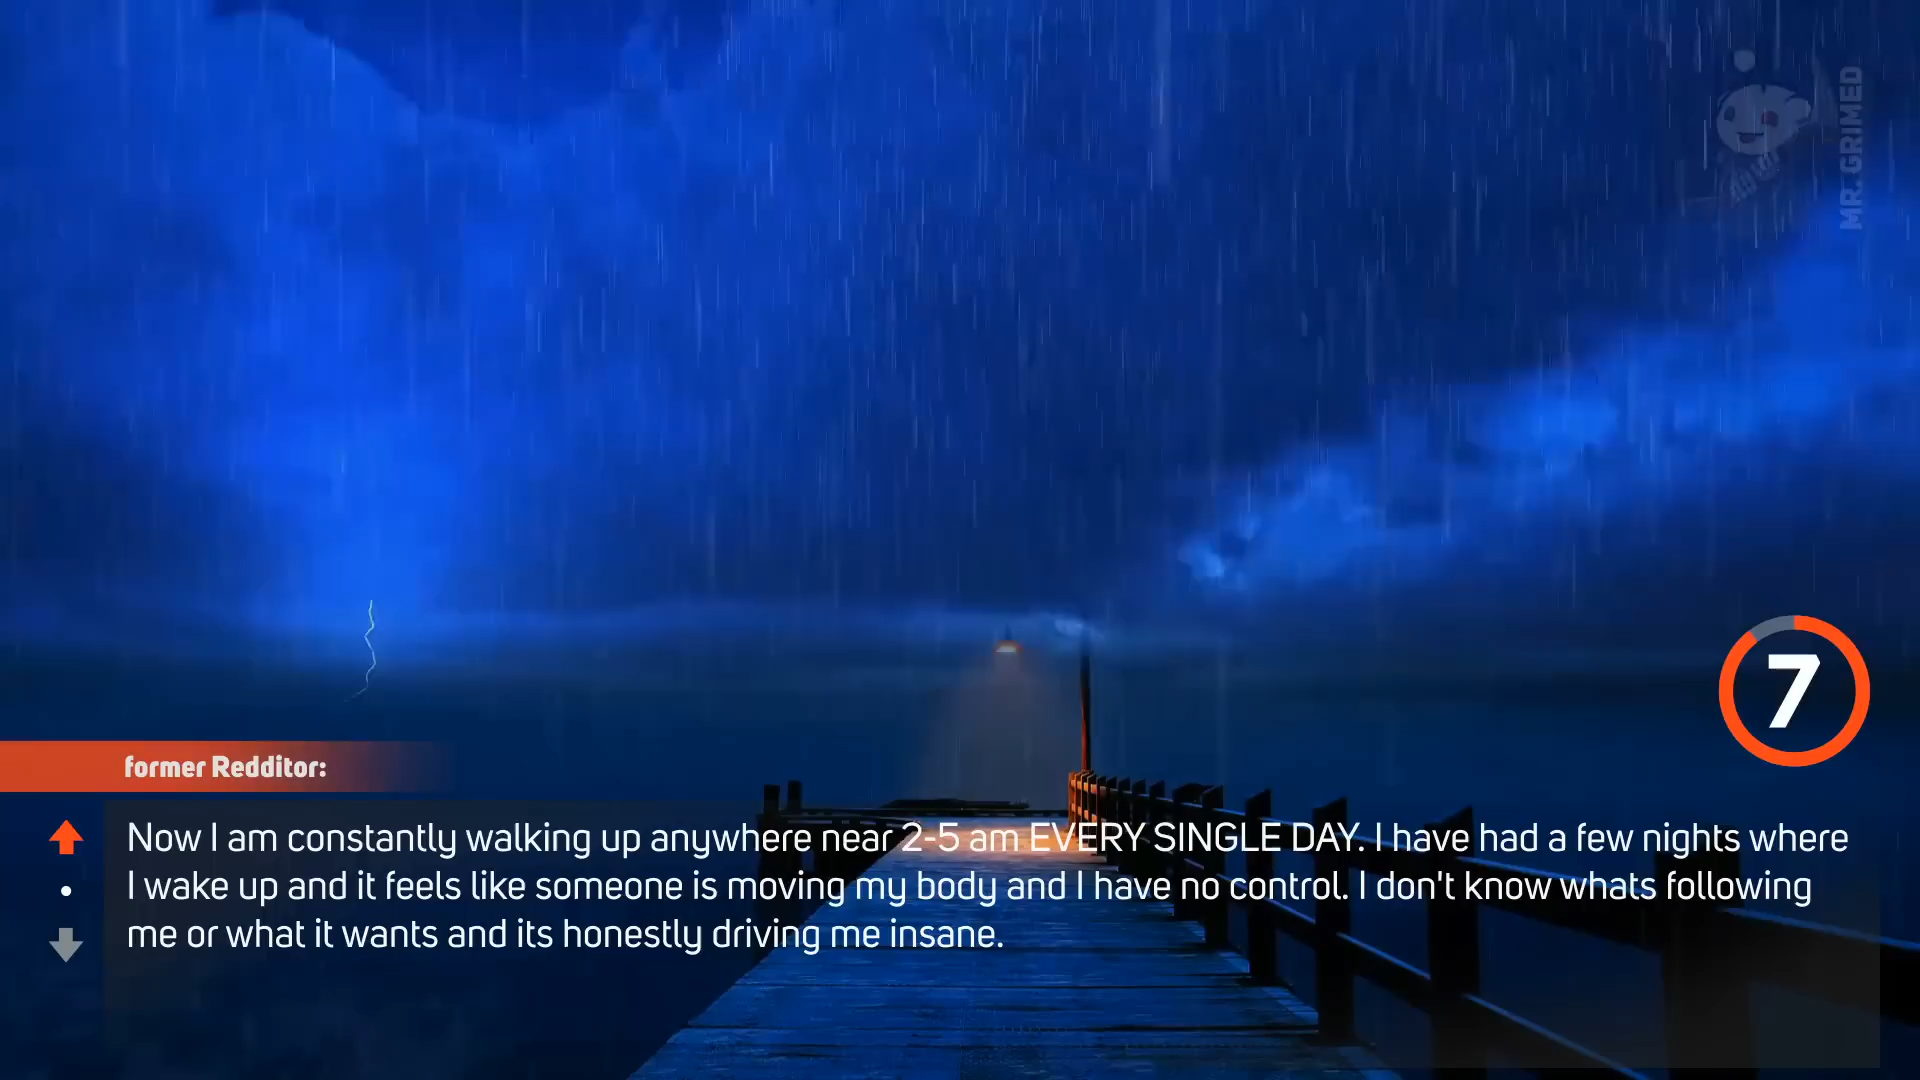 MR. GRIMED
7
former Redditor:
Now I am constantly walking up anywhere near 2-5 am EVERY SINGLE DAY. I have had a few nights where
I wake up and it feels like someone is moving my body and I have no control. I don't know whats following
me or what it wants and its honestly driving me insane.